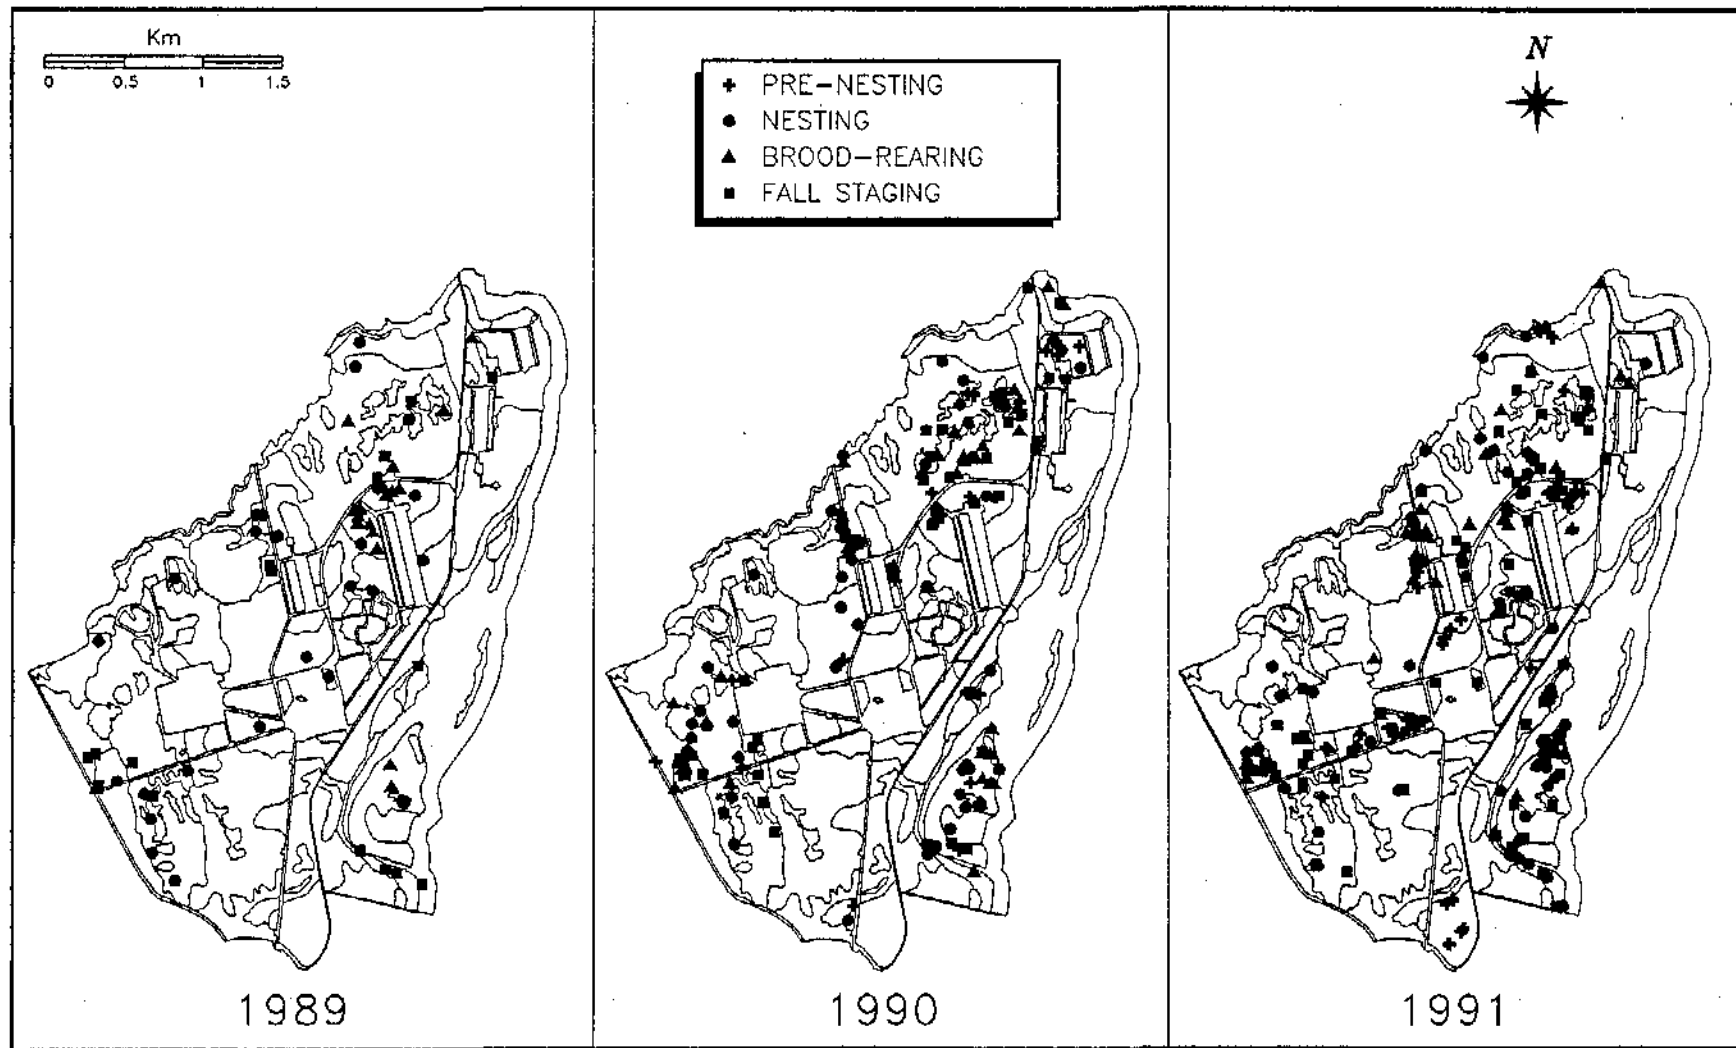 Km
0 0.5 1 1.5
PRE-NESTING
NESTING
BROOD-REARING
FALL STAGING
N
1989
1990
1991